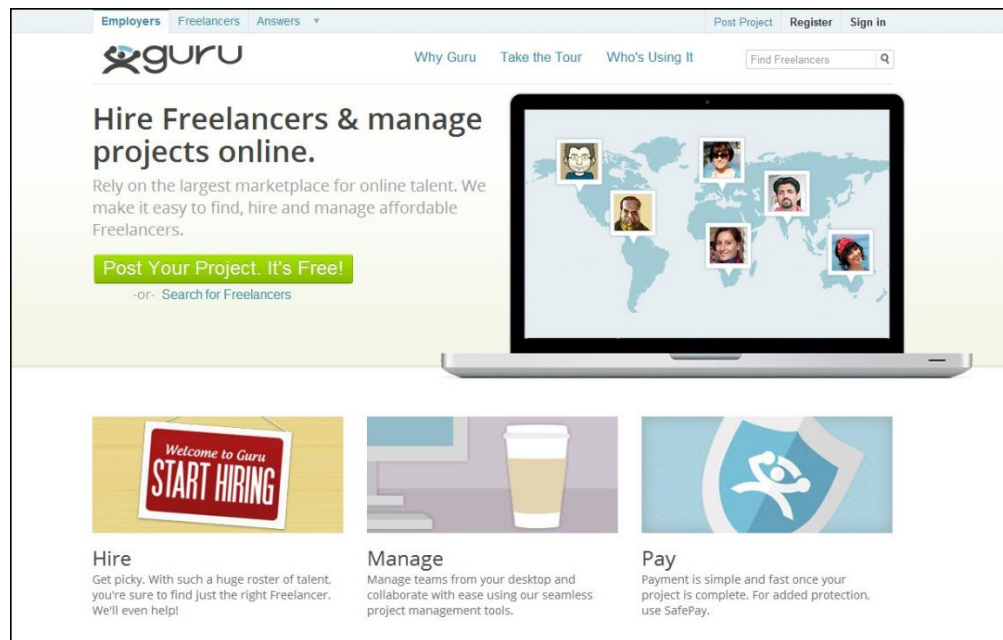 Employers Freelancers Answers
Post Project Register Sign in
guru
Why Guru Take the Tour Who's Using It
Find Freelancers
Hire Freelancers & manage
projects online.
Rely on the largest marketplace for online talent. We
make it easy to find, hire and manage affordable
Freelancers.
Post Your Project. It's Free!
-or- Search for Freelancers
Welcome to Guru
START HIRING
Hire
Get picky. With such a huge roster of talent,
you're sure to find just the right Freelancer.
We'll even help!
Manage
Manage teams from your desktop and
collaborate with ease using our seamless
project management tools.
Pay
Payment is simple and fast once your
project is complete. For added protection,
use SafePay.